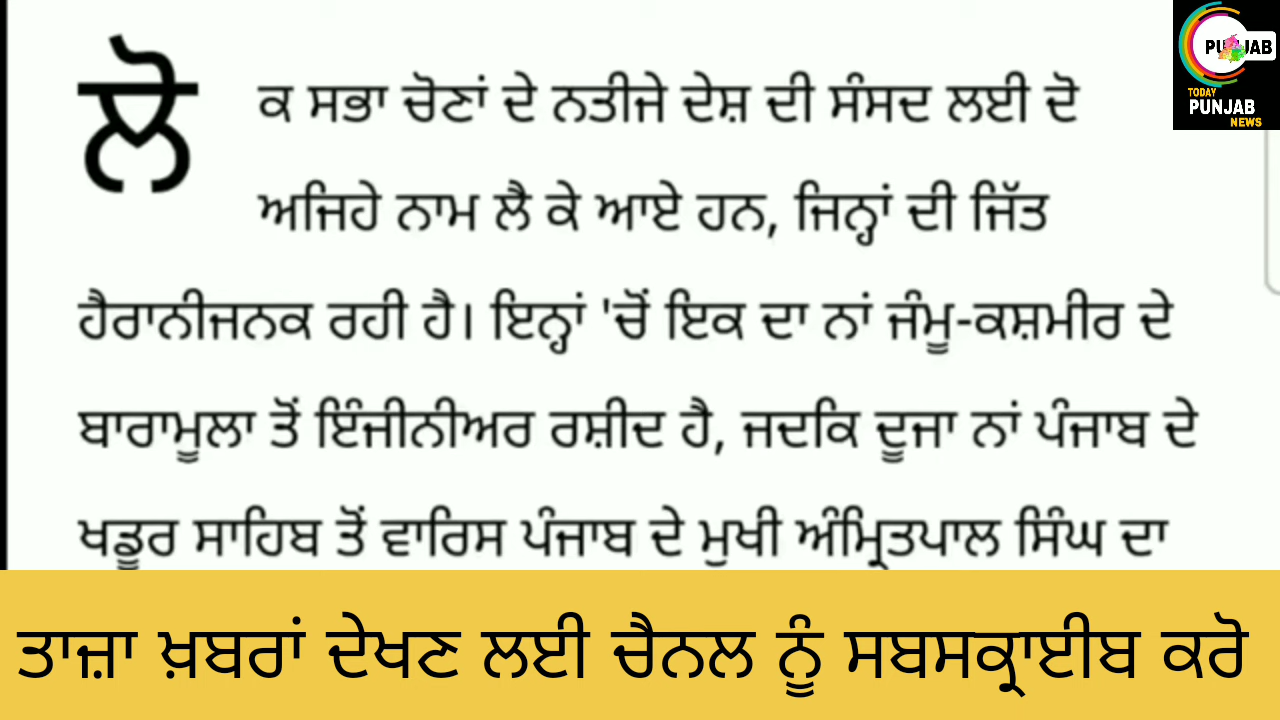 ਲੋਕ ਸਭਾ ਚੋਣਾਂ ਦੇ ਨਤੀਜੇ ਦੇਸ਼ ਦੀ ਸੰਸਦ ਲਈ ਦੋ
ਅਜਿਹੇ ਨਾਮ ਲੈ ਕੇ ਆਏ ਹਨ, ਜਿਨ੍ਹਾਂ ਦੀ ਜਿੱਤ
ਹੈਰਾਨੀਜਨਕ ਰਹੀ ਹੈ। ਇਨ੍ਹਾਂ 'ਚੋਂ ਇਕ ਦਾ ਨਾਂ ਜੰਮੂ-ਕਸ਼ਮੀਰ ਦੇ
ਬਾਰਾਮੂਲਾ ਤੋਂ ਇੰਜੀਨੀਅਰ ਰਸ਼ੀਦ ਹੈ, ਜਦਕਿ ਦੂਜਾ ਨਾਂ ਪੰਜਾਬ ਦੇ
ਖਡੂਰ ਸਾਹਿਬ ਤੋਂ ਵਾਰਿਸ ਪੰਜਾਬ ਦੇ ਮੁਖੀ ਅੰਮ੍ਰਿਤਪਾਲ ਸਿੰਘ ਦਾ
ਤਾਜ਼ਾ ਖ਼ਬਰਾਂ ਦੇਖਣ ਲਈ ਚੈਨਲ ਨੂੰ ਸਬਸਕ੍ਰਾਈਬ ਕਰੋ
PUNJAB
TODAY
PUNJAB
NEWS